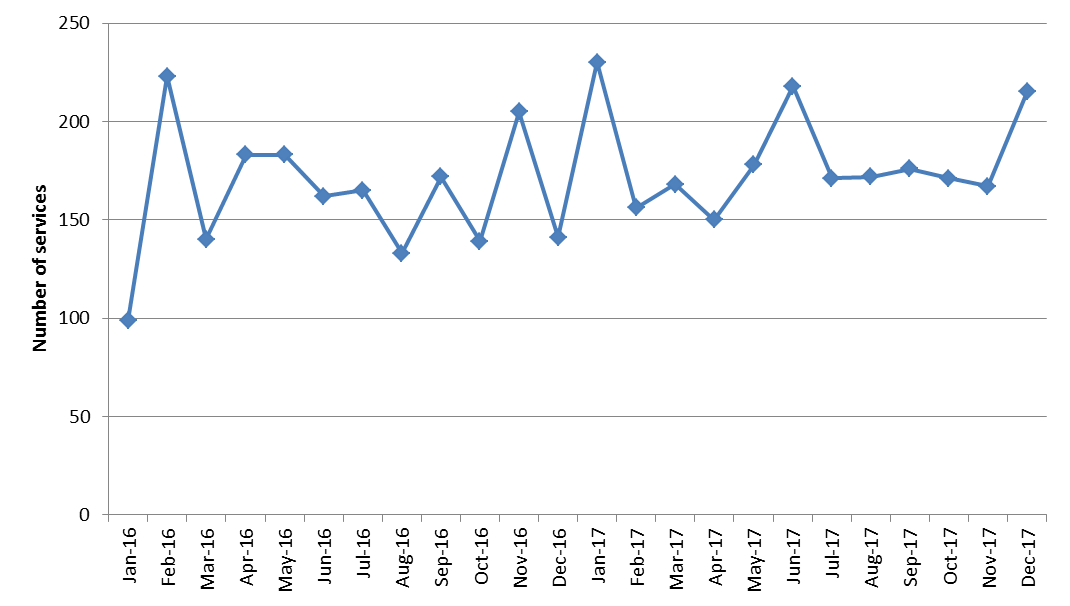 250
200
150
100
50
0
Number of services
Jan-16
Feb-16
Mar-16
Apr-16
May-16
Jun-16
Jul-16
Aug-16
Sep-16
Oct-16
Nov-16
Dec-16
Jan-17
Feb-17
Mar-17
Apr-17
May-17
Jun-17
Jul-17
Aug-17
Sep-17
Oct-17
Nov-17
Dec-17